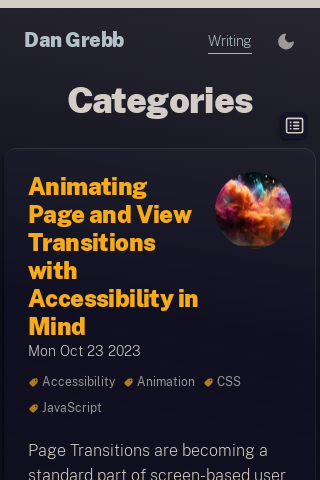 Dan Grebb
Writing
Categories
Animating
Page and View
Transitions
with
Accessibility in
Mind
Mon Oct 23 2023
Accessibility Animation CSS
JavaScript
Page Transitions are becoming a
standard part of screen-based user